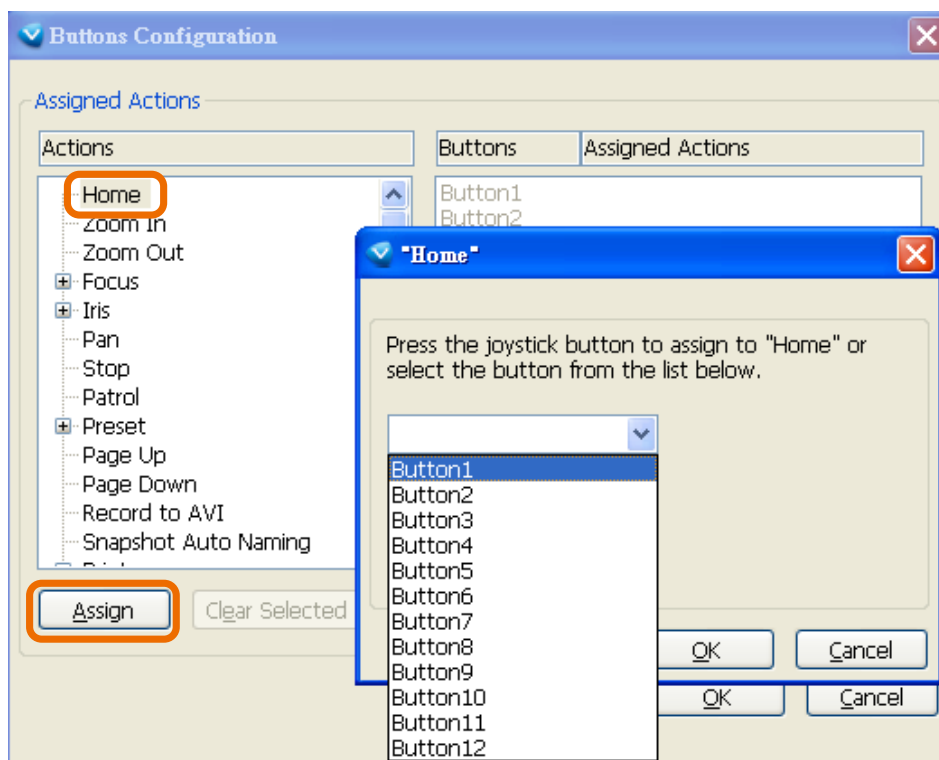 Buttons Configuration
Assigned Actions
Actions
Buttons
Assigned Actions
Home
Zoom In
Zoom Out
Focus
Iris
Pan
Stop
Patrol
Preset
Page Up
Page Down
Record to AVI
Snapshot Auto Naming
Button1
Button2
Assign
Clear Selected
"Home"
Press the joystick button to assign to "Home" or
select the button from the list below.
Button1
Button2
Button3
Button4
Button5
Button6
Button7
Button8
Button9
Button10
Button11
Button12
OK
Cancel
OK
Cancel